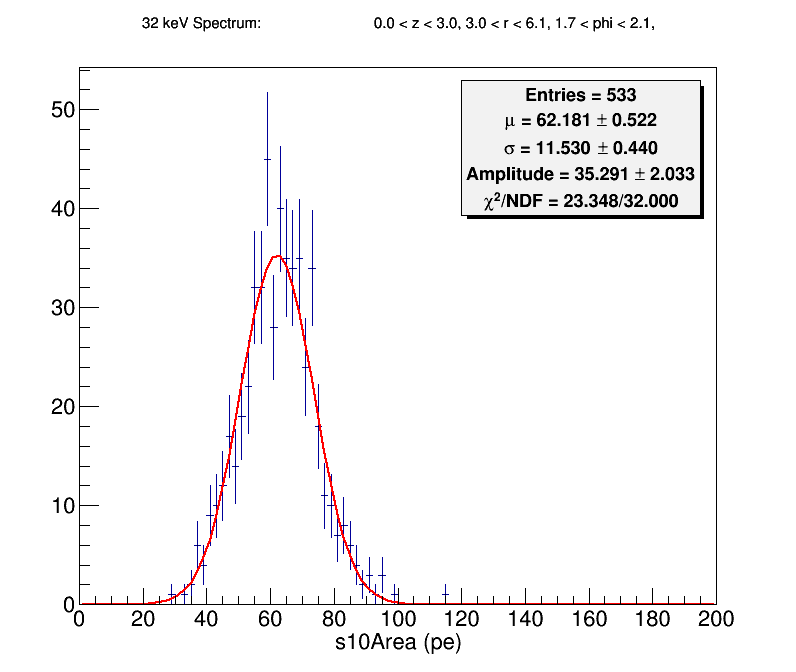 32 keV Spectrum: 0.0 < z < 3.0, 3.0 < r < 6.1, 1.7 < phi < 2.1,
Entries = 533
μ = 62.181 ± 0.522
σ = 11.530 ± 0.440
Amplitude = 35.291 ± 2.033
χ²/NDF = 23.348/32.000
50
40
30
20
10
0
0 20 40 60 80 100 120 140 160 180 200
s10Area (pe)